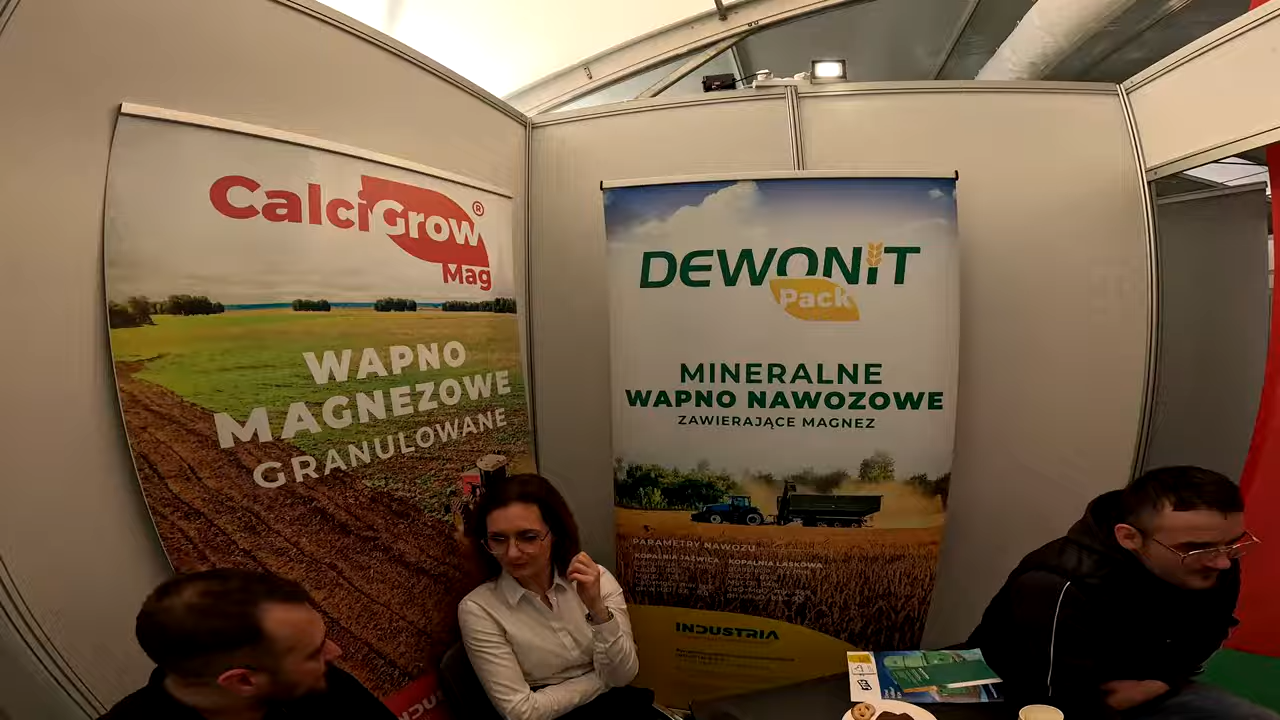 CalciGrow®
Mag
WAPNO
MAGNEZOWE
GRANULOWANE
DEWONIT
Pack
MINERALNE
WAPNO NAWOZOWE
ZAWIERAJĄCE MAGNEZ
PARAMETRY NAWOZU
KOPALNIA JAŹWICA KOPALNIA LASKOWA
INDUSTRIA